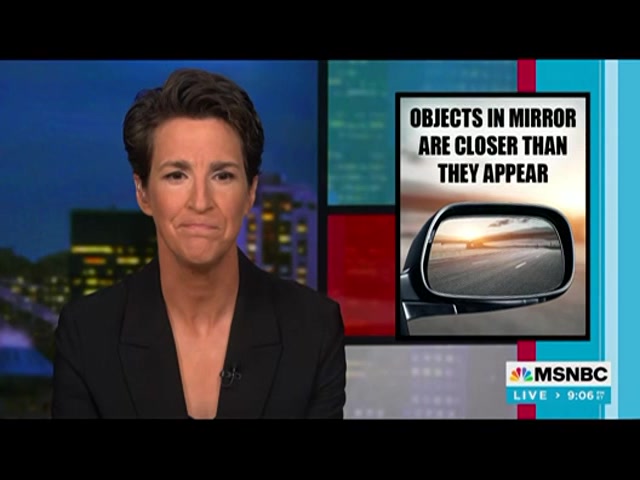 OBJECTS IN MIRROR
ARE CLOSER THAN
THEY APPEAR
MSNBC
LIVE > 9:06